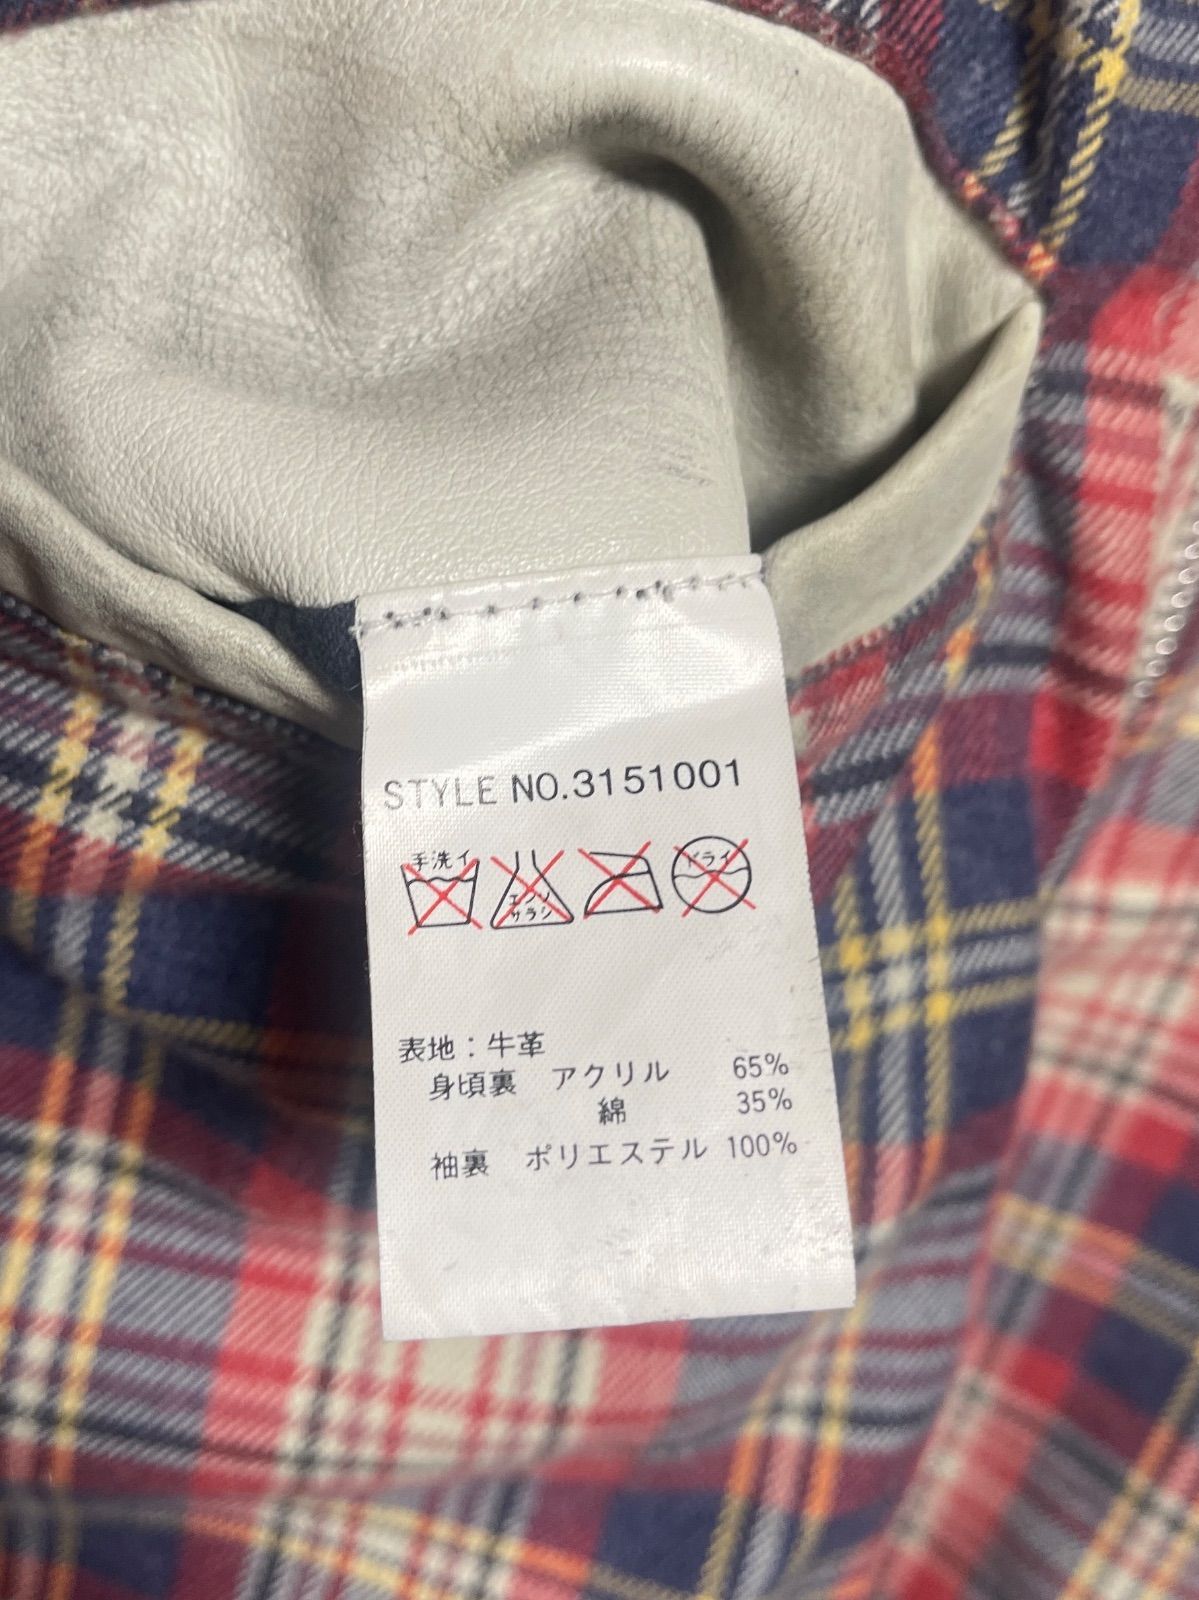 STYLE NO.3151001
手洗イ
エンソ
サラシ
ドライ
表地：牛革
身頃裏 アクリル 65%
綿 35%
袖裏 ポリエステル 100%